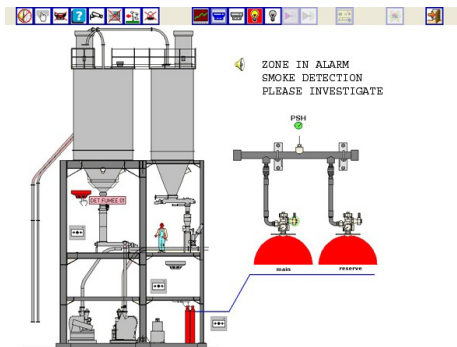 ZONE IN ALARM
SMOKE DETECTION
PLEASE INVESTIGATE
PSH
DET FUMEE 01
main
reserve